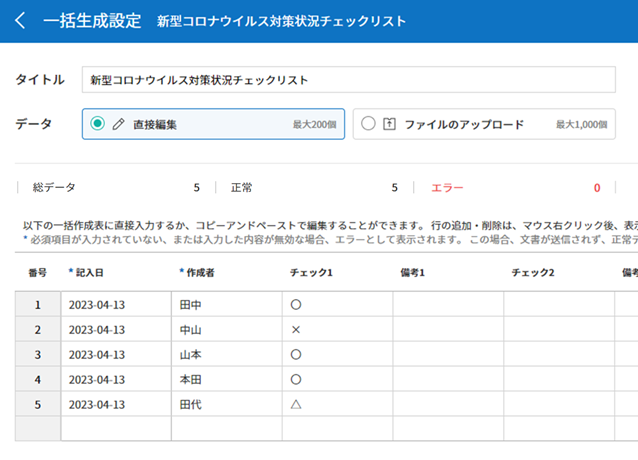 一括生成設定 新型コロナウイルス対策状況チェックリスト
タイトル 新型コロナウイルス対策状況チェックリスト
データ 直接編集 最大200個 ファイルのアップロード 最大1,000個
総データ 5 正常 5 エラー 0
以下の一括作成表に直接入力するか、コピーアンドペーストで編集することができます。 行の追加・削除は、マウス右クリック後、表示
* 必須項目が入力されていない、または入力した内容が無効な場合、エラーとして表示されます。 この場合、文書が送信されず、正常デ
番号 * 記入日 * 作成者 チェック1 備考1 チェック2 備考
1 2023-04-13 田中 〇
2 2023-04-13 中山 ×
3 2023-04-13 山本 〇
4 2023-04-13 本田 〇
5 2023-04-13 田代 △